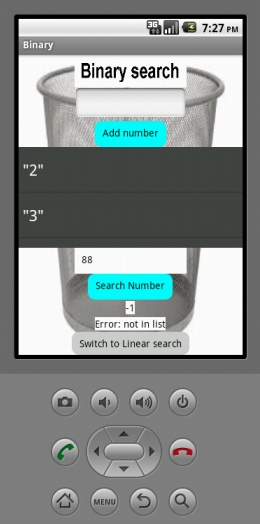 3G
7:27 PM
Binary
Binary search
Add number
"2"
"3"
88
Search Number
-1
Error: not in list
Switch to Linear search
MENU